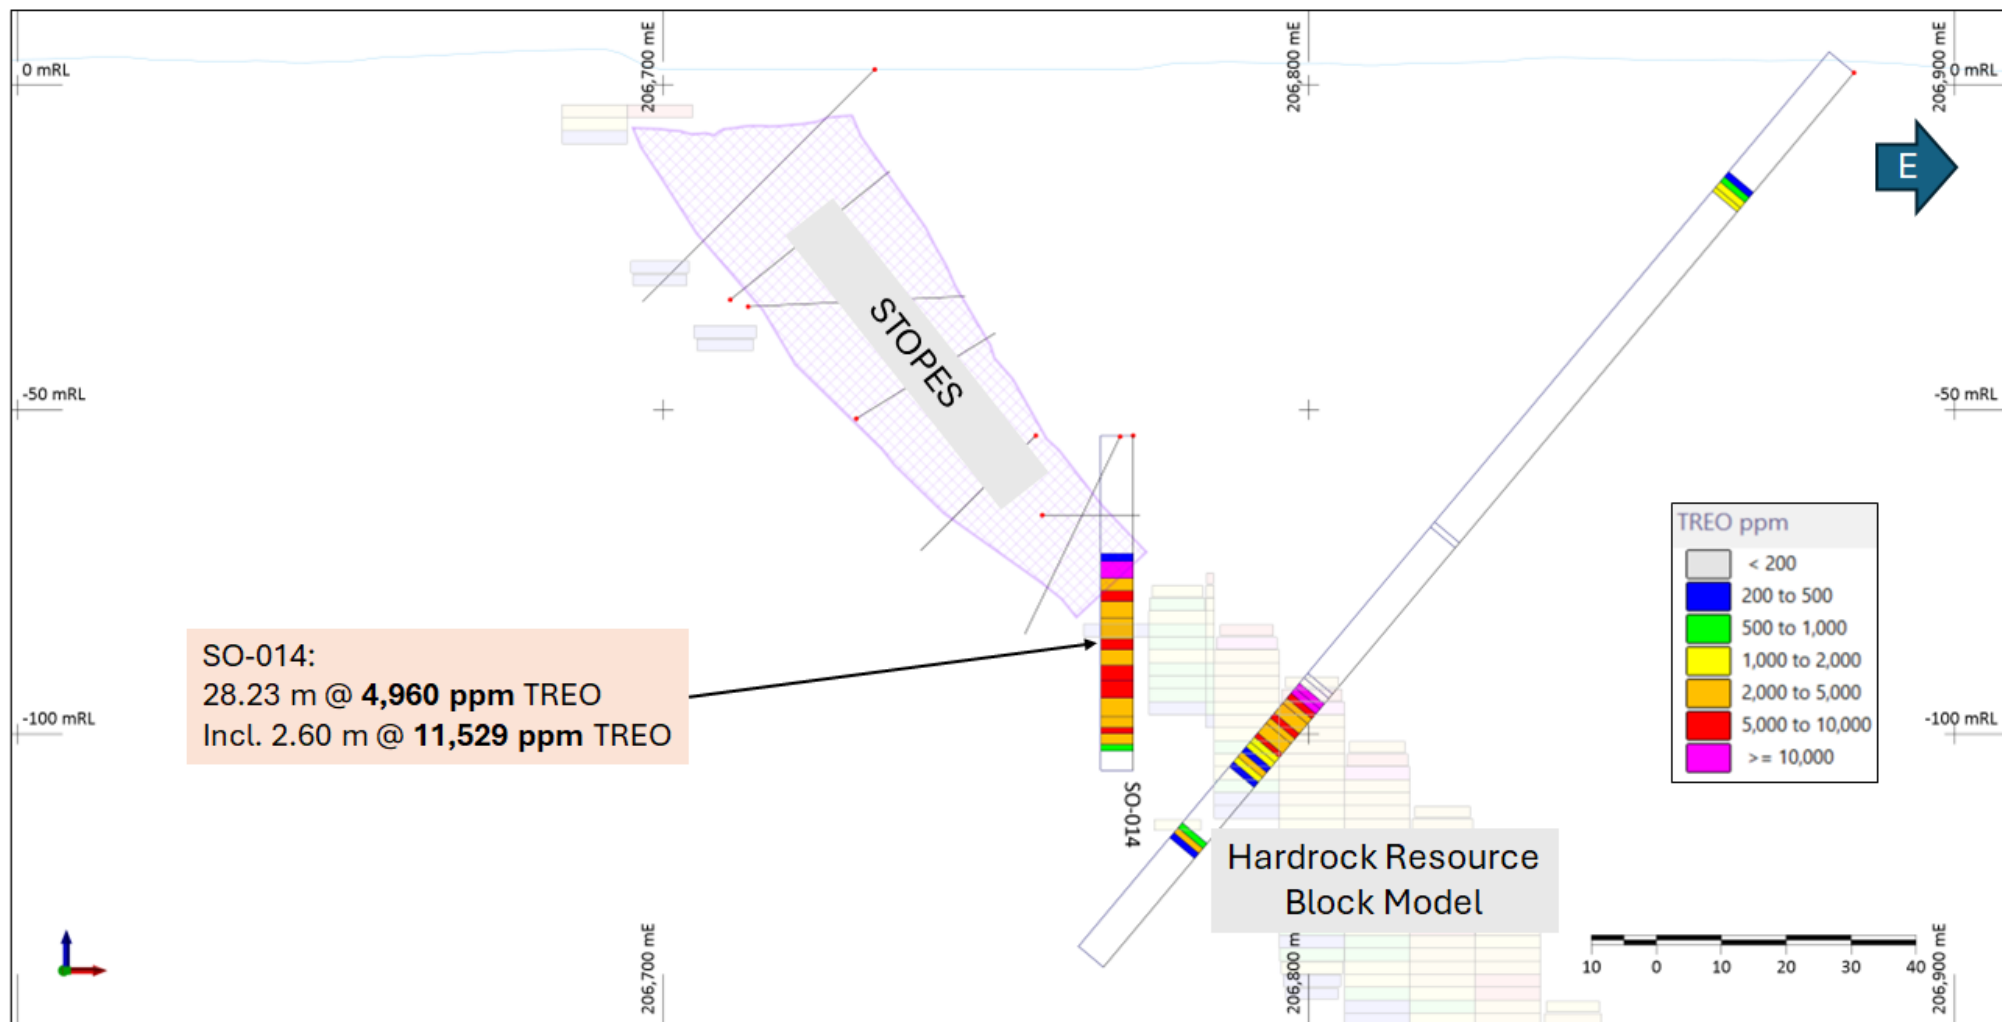 206,700 mE
206,800 mE
206,900 mE
0 mRL
0 mRL
E
STOPES
-50 mRL
-50 mRL
TREO ppm
< 200
200 to 500
500 to 1,000
1,000 to 2,000
2,000 to 5,000
5,000 to 10,000
>= 10,000
SO-014:
28.23 m @ 4,960 ppm TREO
Incl. 2.60 m @ 11,529 ppm TREO
-100 mRL
-100 mRL
SO-014
Hardrock Resource
Block Model
206,700 mE
206,800 m
206,900 mE
10 0 10 20 30 40